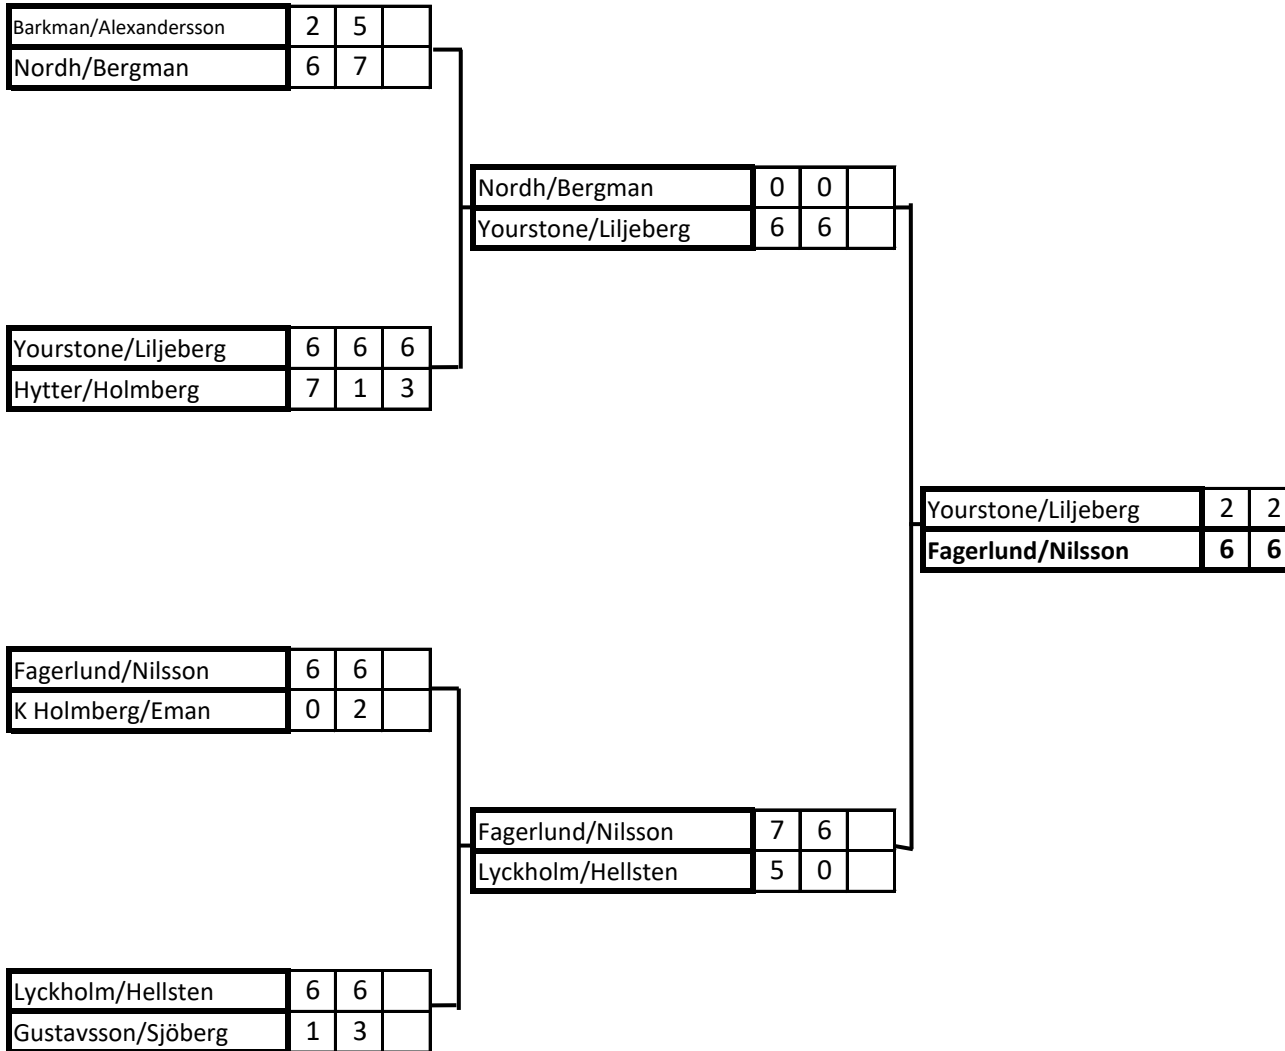 Barkman/Alexandersson 2 5
Nordh/Bergman 6 7
Nordh/Bergman 0 0
Yourstone/Liljeberg 6 6
Yourstone/Liljeberg 6 6 6
Hytter/Holmberg 7 1 3
Yourstone/Liljeberg 2 2
Fagerlund/Nilsson 6 6
Fagerlund/Nilsson 6 6
K Holmberg/Eman 0 2
Fagerlund/Nilsson 7 6
Lyckholm/Hellsten 5 0
Lyckholm/Hellsten 6 6
Gustavsson/Sjöberg 1 3